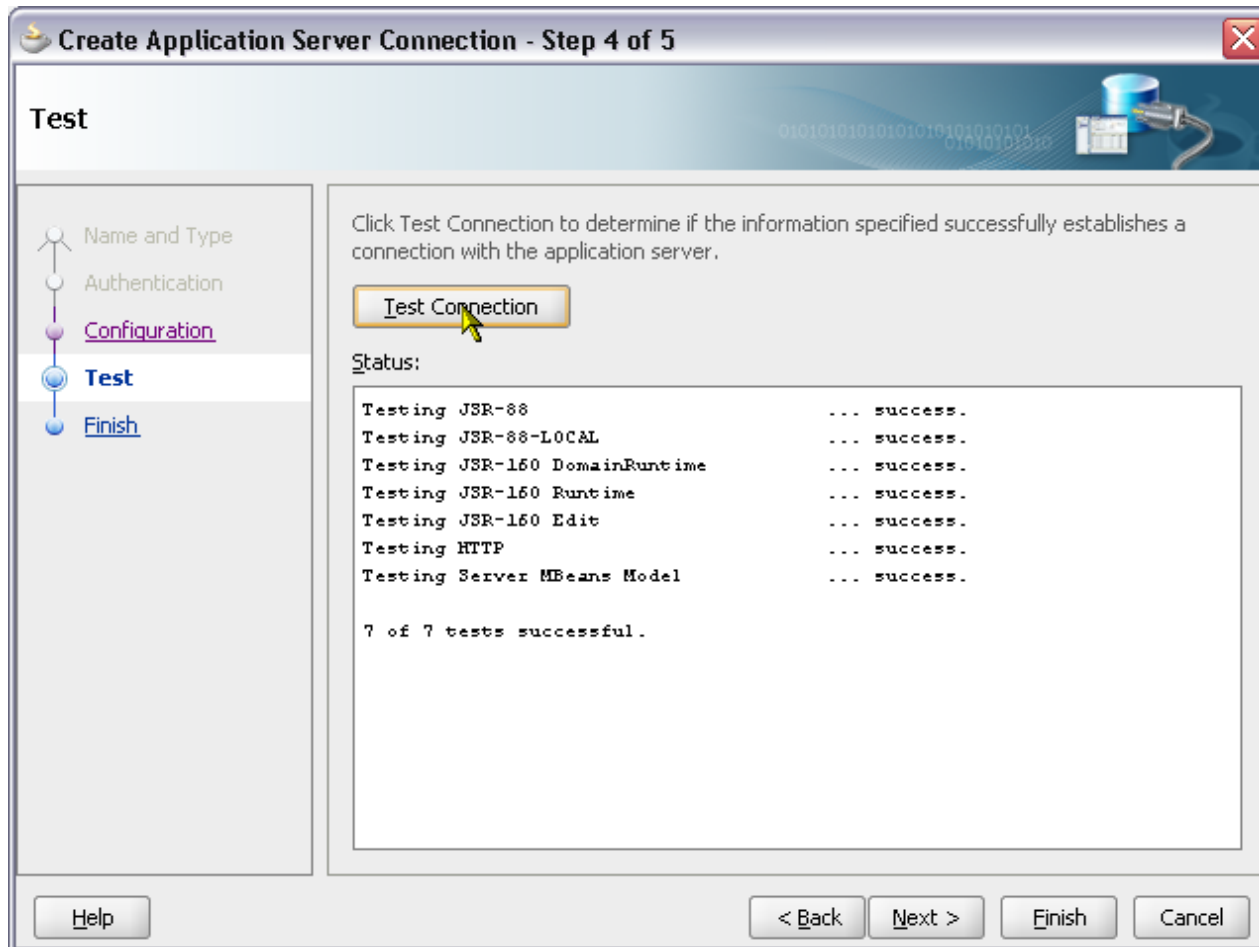 Create Application Server Connection - Step 4 of 5
Test
01010101010101010101010101
01010101010
Name and Type
Authentication
Configuration
Test
Finish
Click Test Connection to determine if the information specified successfully establishes a
connection with the application server.
Test Connection
Status:
Testing JSR-88 ... success.
Testing JSR-88-LOCAL ... success.
Testing JSR-160 DomainRuntime ... success.
Testing JSR-160 Runtime ... success.
Testing JSR-160 Edit ... success.
Testing HTTP ... success.
Testing Server MBeans Model ... success.
7 of 7 tests successful.
Help
< Back
Next >
Finish
Cancel